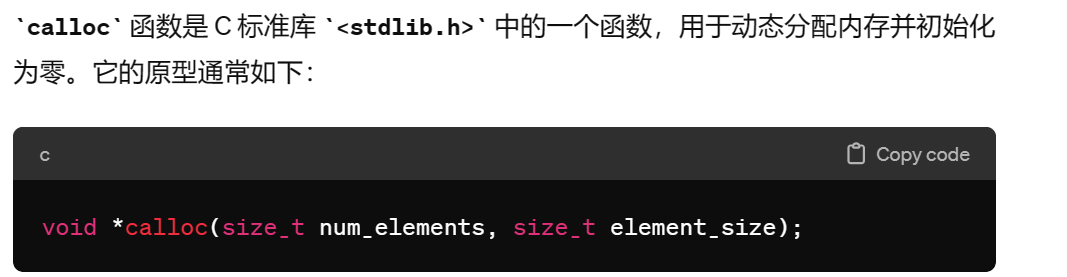 `calloc` 函数是 C 标准库 `<stdlib.h>` 中的一个函数，用于动态分配内存并初始化
为零。它的原型通常如下：
c Copy code
void *calloc(size_t num_elements, size_t element_size);